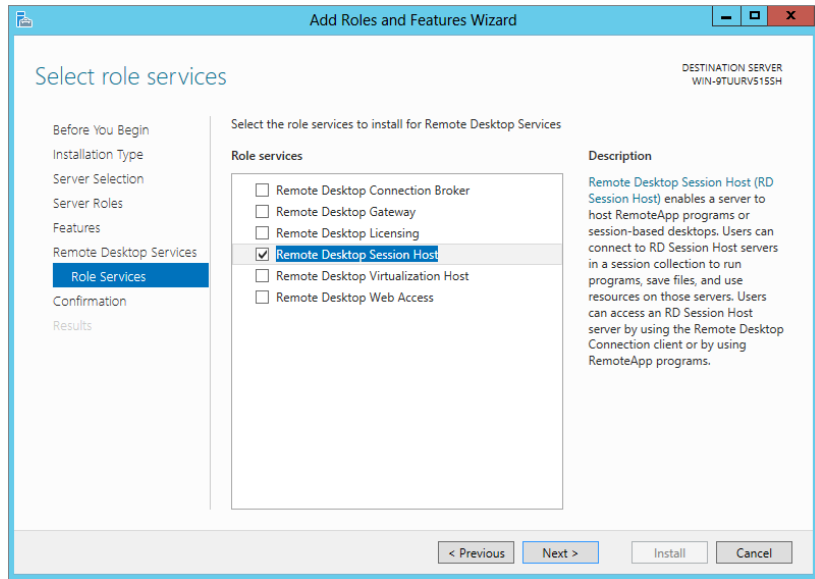 Add Roles and Features Wizard
Select role services
DESTINATION SERVER
WIN-9TUURV515SH
Before You Begin
Installation Type
Server Selection
Server Roles
Features
Remote Desktop Services
Role Services
Confirmation
Results
Select the role services to install for Remote Desktop Services
Role services
Remote Desktop Connection Broker
Remote Desktop Gateway
Remote Desktop Licensing
Remote Desktop Session Host
Remote Desktop Virtualization Host
Remote Desktop Web Access
Description
Remote Desktop Session Host (RD
Session Host) enables a server to
host RemoteApp programs or
session-based desktops. Users can
connect to RD Session Host servers
in a session collection to run
programs, save files, and use
resources on those servers. Users
can access an RD Session Host
server by using the Remote Desktop
Connection client or by using
RemoteApp programs.
< Previous
Next >
Install
Cancel